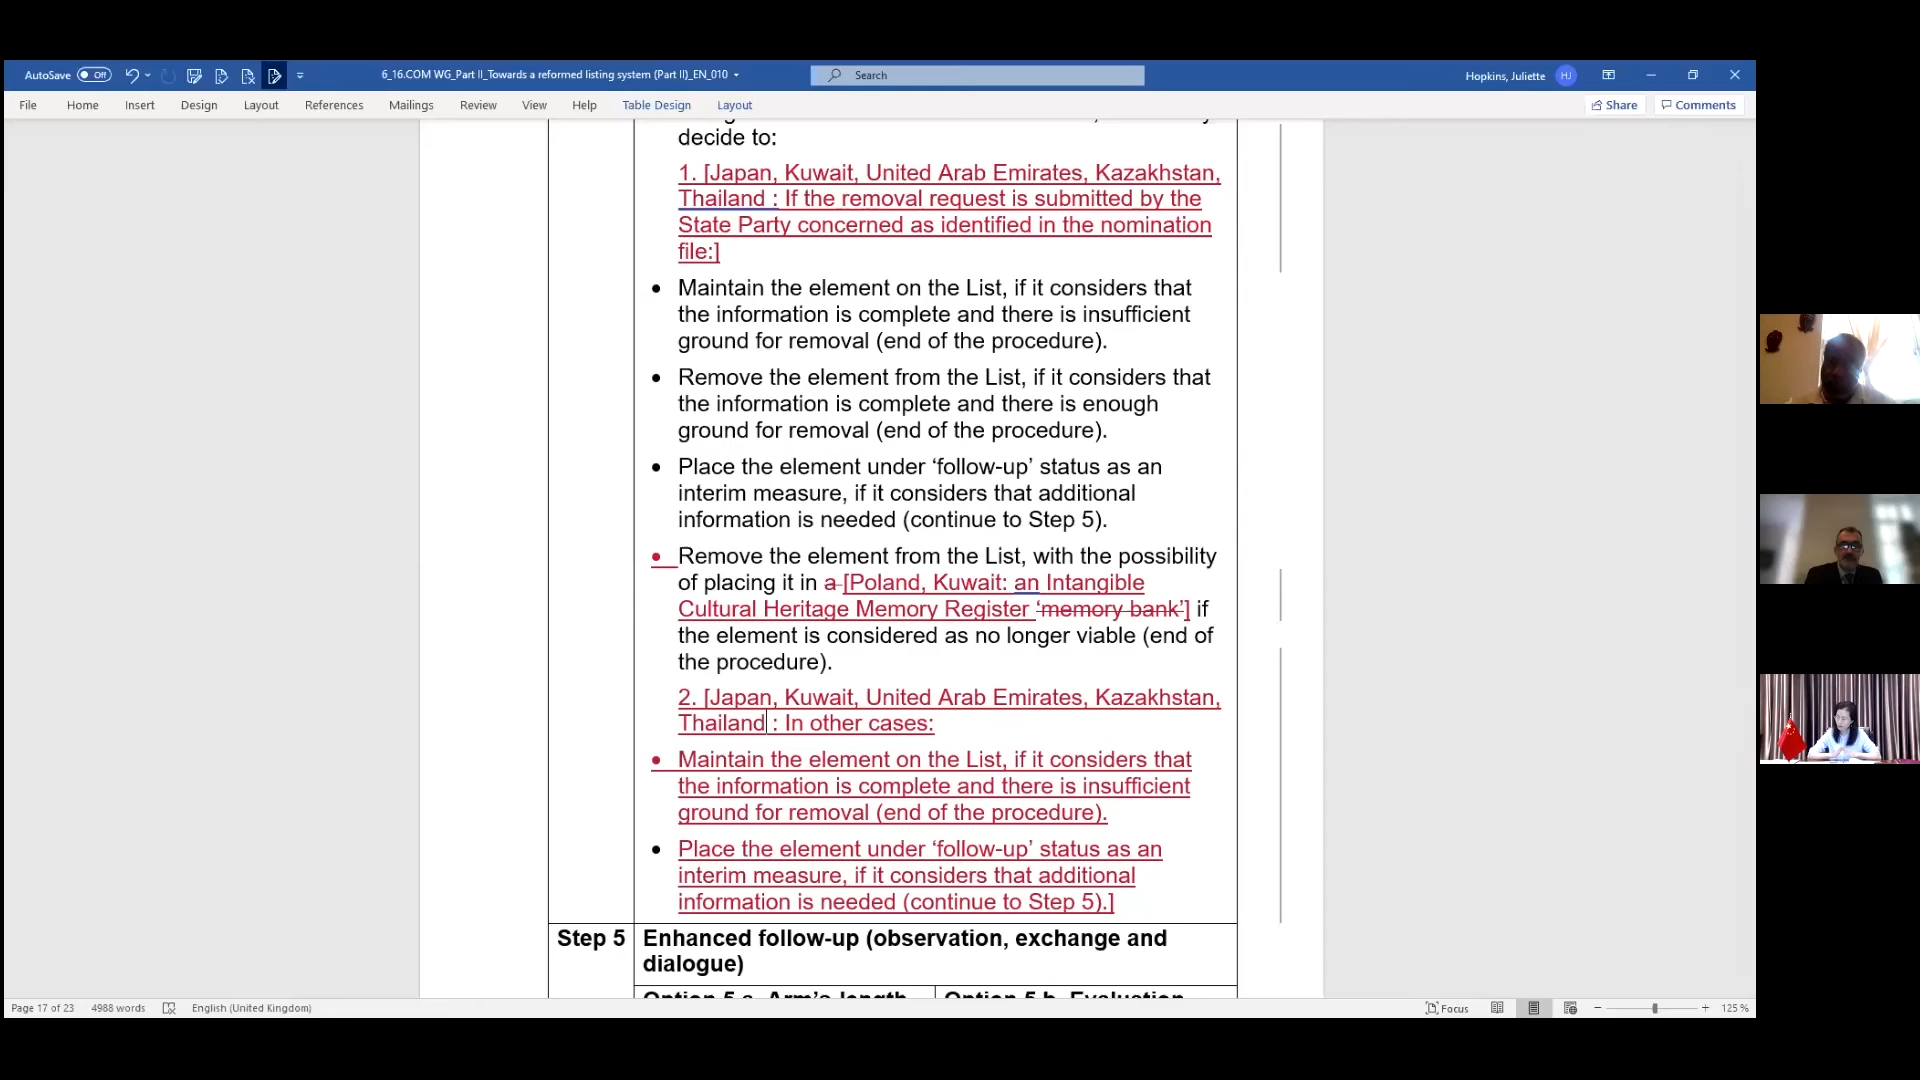 AutoSave Off
6_16.COM WG_Part II_Towards a reformed listing system (Part II)_EN_010
Search
Hopkins, Juliette HJ
File Home Insert Design Layout References Mailings Review View Help Table Design Layout
Share Comments
decide to:
1. [Japan, Kuwait, United Arab Emirates, Kazakhstan,
Thailand : If the removal request is submitted by the
State Party concerned as identified in the nomination
file:]
• Maintain the element on the List, if it considers that
the information is complete and there is insufficient
ground for removal (end of the procedure).
• Remove the element from the List, if it considers that
the information is complete and there is enough
ground for removal (end of the procedure).
• Place the element under ‘follow-up’ status as an
interim measure, if it considers that additional
information is needed (continue to Step 5).
• Remove the element from the List, with the possibility
of placing it in a [Poland, Kuwait: an Intangible
Cultural Heritage Memory Register ‘memory bank’] if
the element is considered as no longer viable (end of
the procedure).
2. [Japan, Kuwait, United Arab Emirates, Kazakhstan,
Thailand : In other cases:
• Maintain the element on the List, if it considers that
the information is complete and there is insufficient
ground for removal (end of the procedure).
• Place the element under ‘follow-up’ status as an
interim measure, if it considers that additional
information is needed (continue to Step 5).]
Step 5 Enhanced follow-up (observation, exchange and
dialogue)
Option 5.a. Arm’s length Option 5.b. Evaluation
Page 17 of 23 4988 words English (United Kingdom)
Focus
125 %